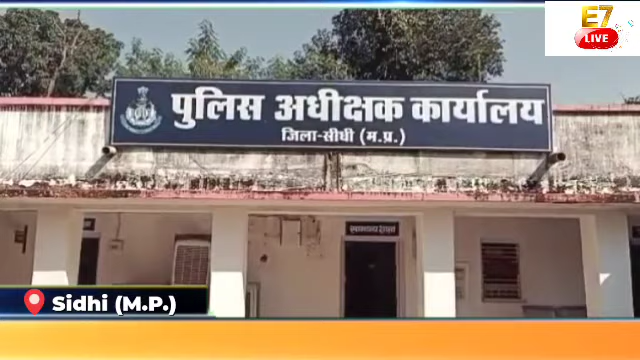 E7
LIVE
पुलिस अधीक्षक कार्यालय
जिला-सीधी (म.प्र.)
Sidhi (M.P.)